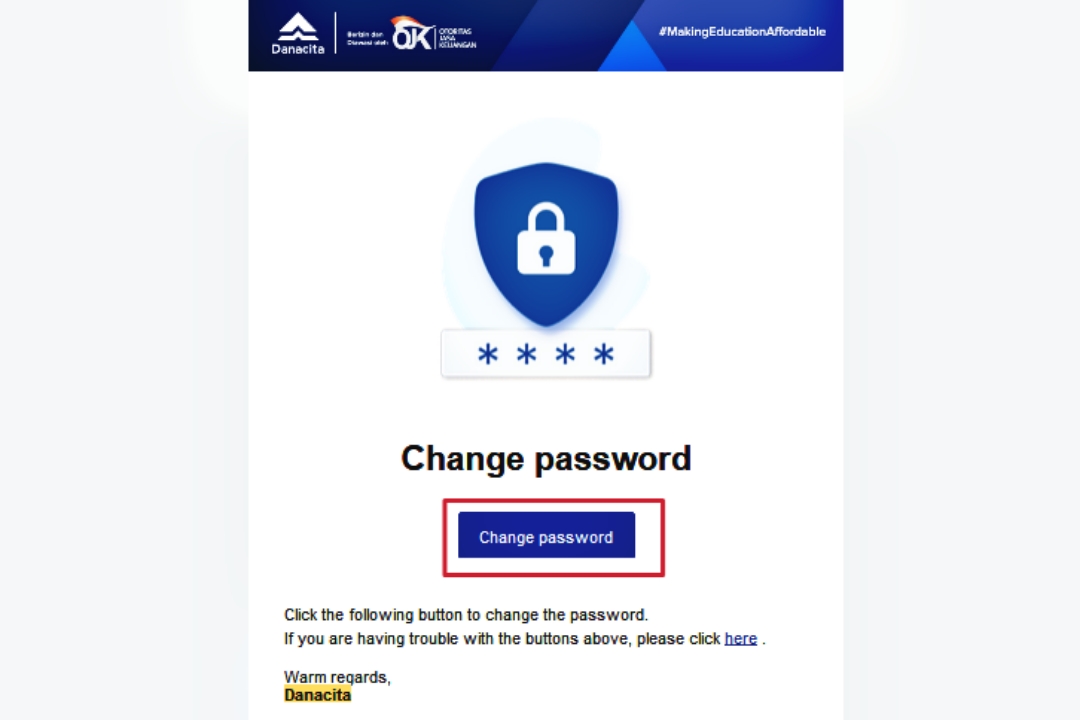 Danacita
Berizin dan
Diawasi oleh
OJK
OTORITAS
JASA
KEUANGAN
#MakingEducationAffordable
* * * *
Change password
Change password
Click the following button to change the password.
If you are having trouble with the buttons above, please click here .
Warm regards,
Danacita